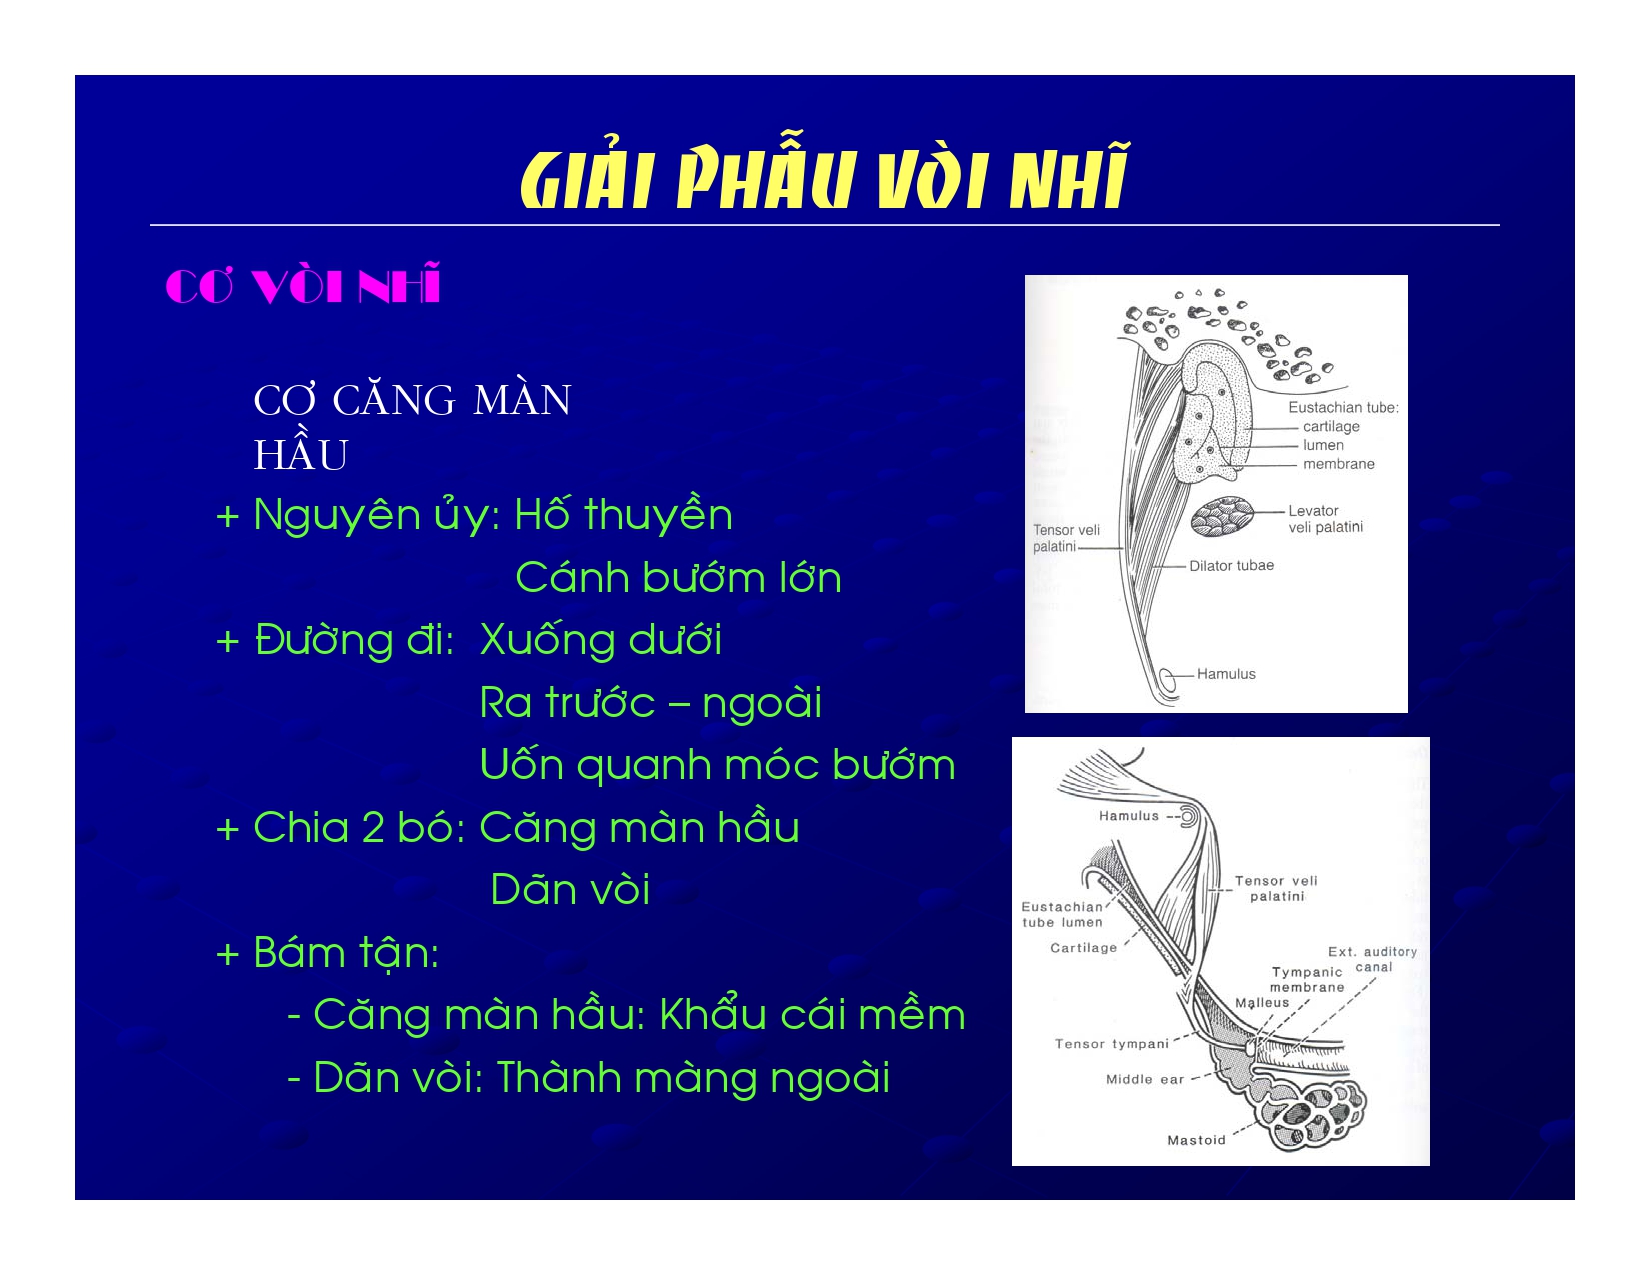 GIẢI PHẪU VÒI NHĨ
CƠ VÒI NHĨ
CƠ CĂNG MÀN
HẦU
+ Nguyên ủy: Hố thuyền
Cánh bướm lớn
+ Đường đi: Xuống dưới
Ra trước – ngoài
Uốn quanh móc bướm
+ Chia 2 bó: Căng màn hầu
Dãn vòi
+ Bám tận:
- Căng màn hầu: Khẩu cái mềm
- Dãn vòi: Thành màng ngoài
Eustachian tube:
cartilage
lumen
membrane
Levator
veli palatini
Tensor veli
palatini
Dilator tubae
Hamulus
Hamulus
Tensor veli
palatini
Eustachian
tube lumen
Cartilage
Ext. auditory
canal
Tympanic
membrane
Malleus
Tensor tympani
Middle ear
Mastoid